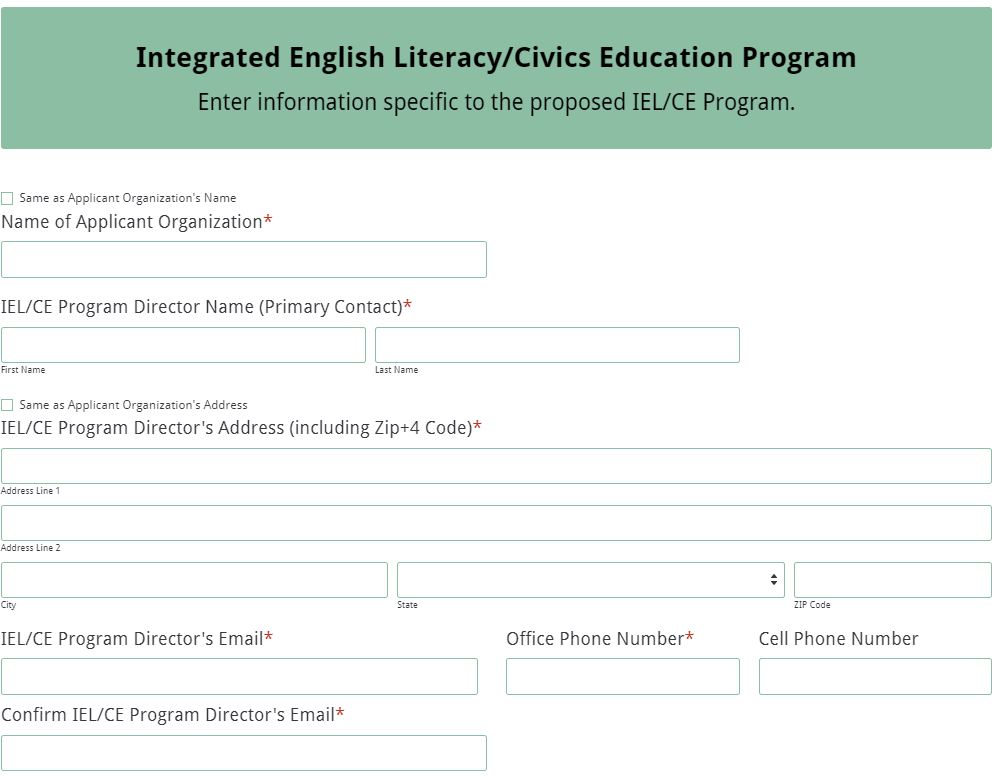 Integrated English Literacy/Civics Education Program
Enter information specific to the proposed IEL/CE Program.
Same as Applicant Organization's Name
Name of Applicant Organization*
IEL/CE Program Director Name (Primary Contact)*
First Name
Last Name
Same as Applicant Organization's Address
IEL/CE Program Director's Address (including Zip+4 Code)*
Address Line 1
Address Line 2
City
State
ZIP Code
IEL/CE Program Director's Email*
Office Phone Number*
Cell Phone Number
Confirm IEL/CE Program Director's Email*